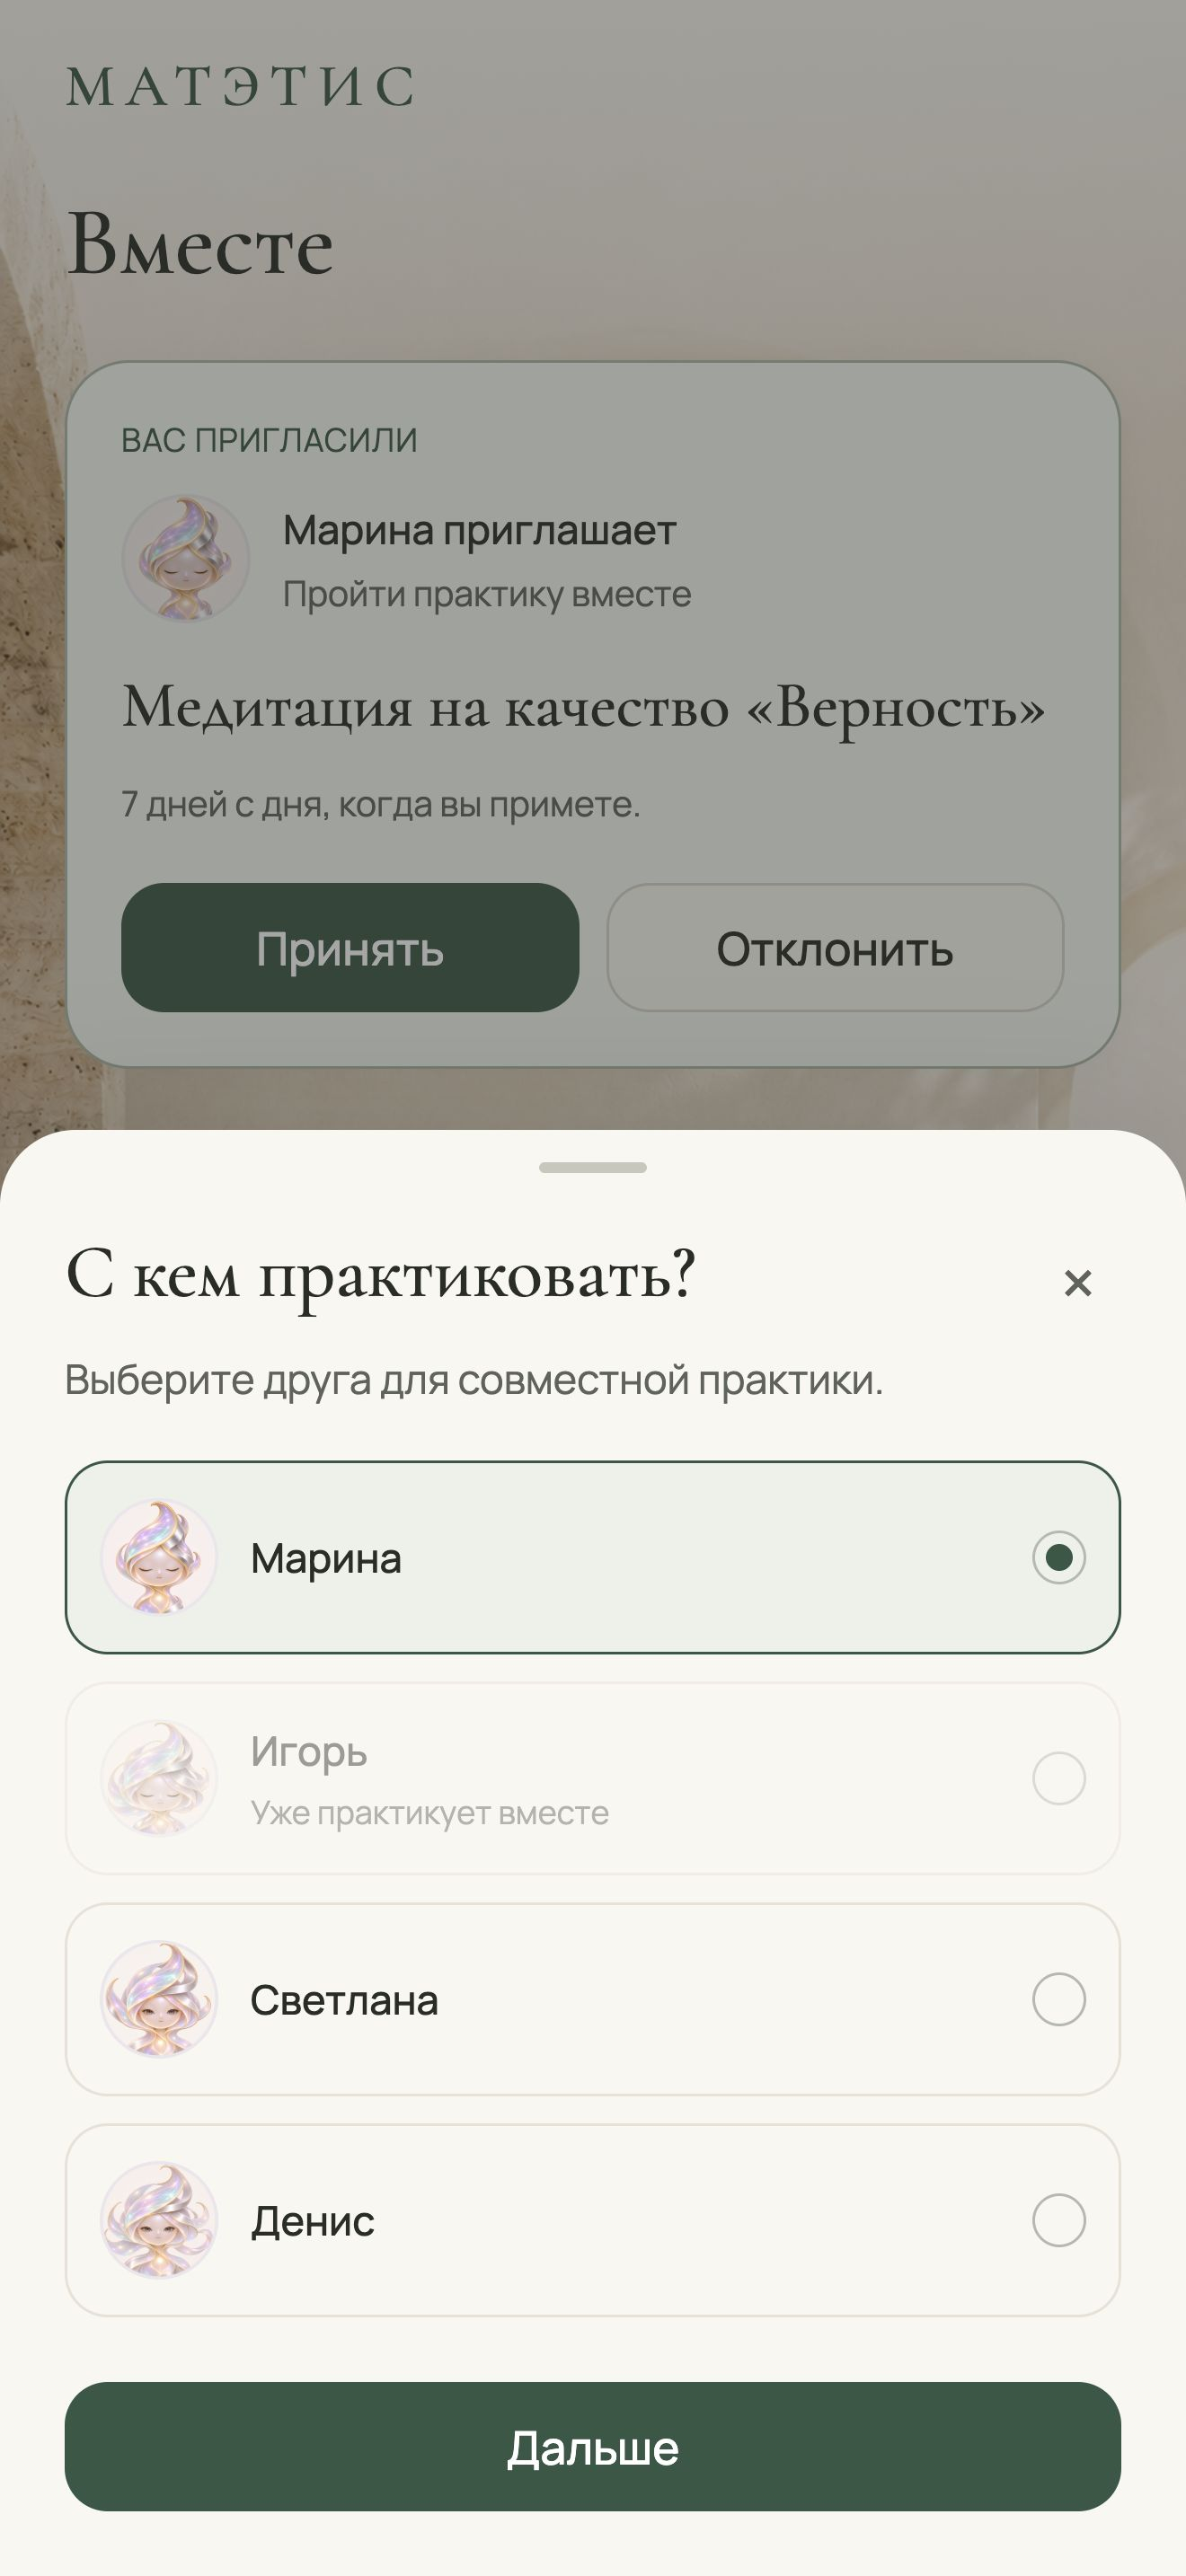 МАТЭТИС
Вместе
ВАС ПРИГЛАСИЛИ
Марина приглашает
Пройти практику вместе
Медитация на качество «Верность»
7 дней с дня, когда вы примете.
Принять
Отклонить
С кем практиковать?
×
Выберите друга для совместной практики.
Марина
Игорь
Уже практикует вместе
Светлана
Денис
Дальше